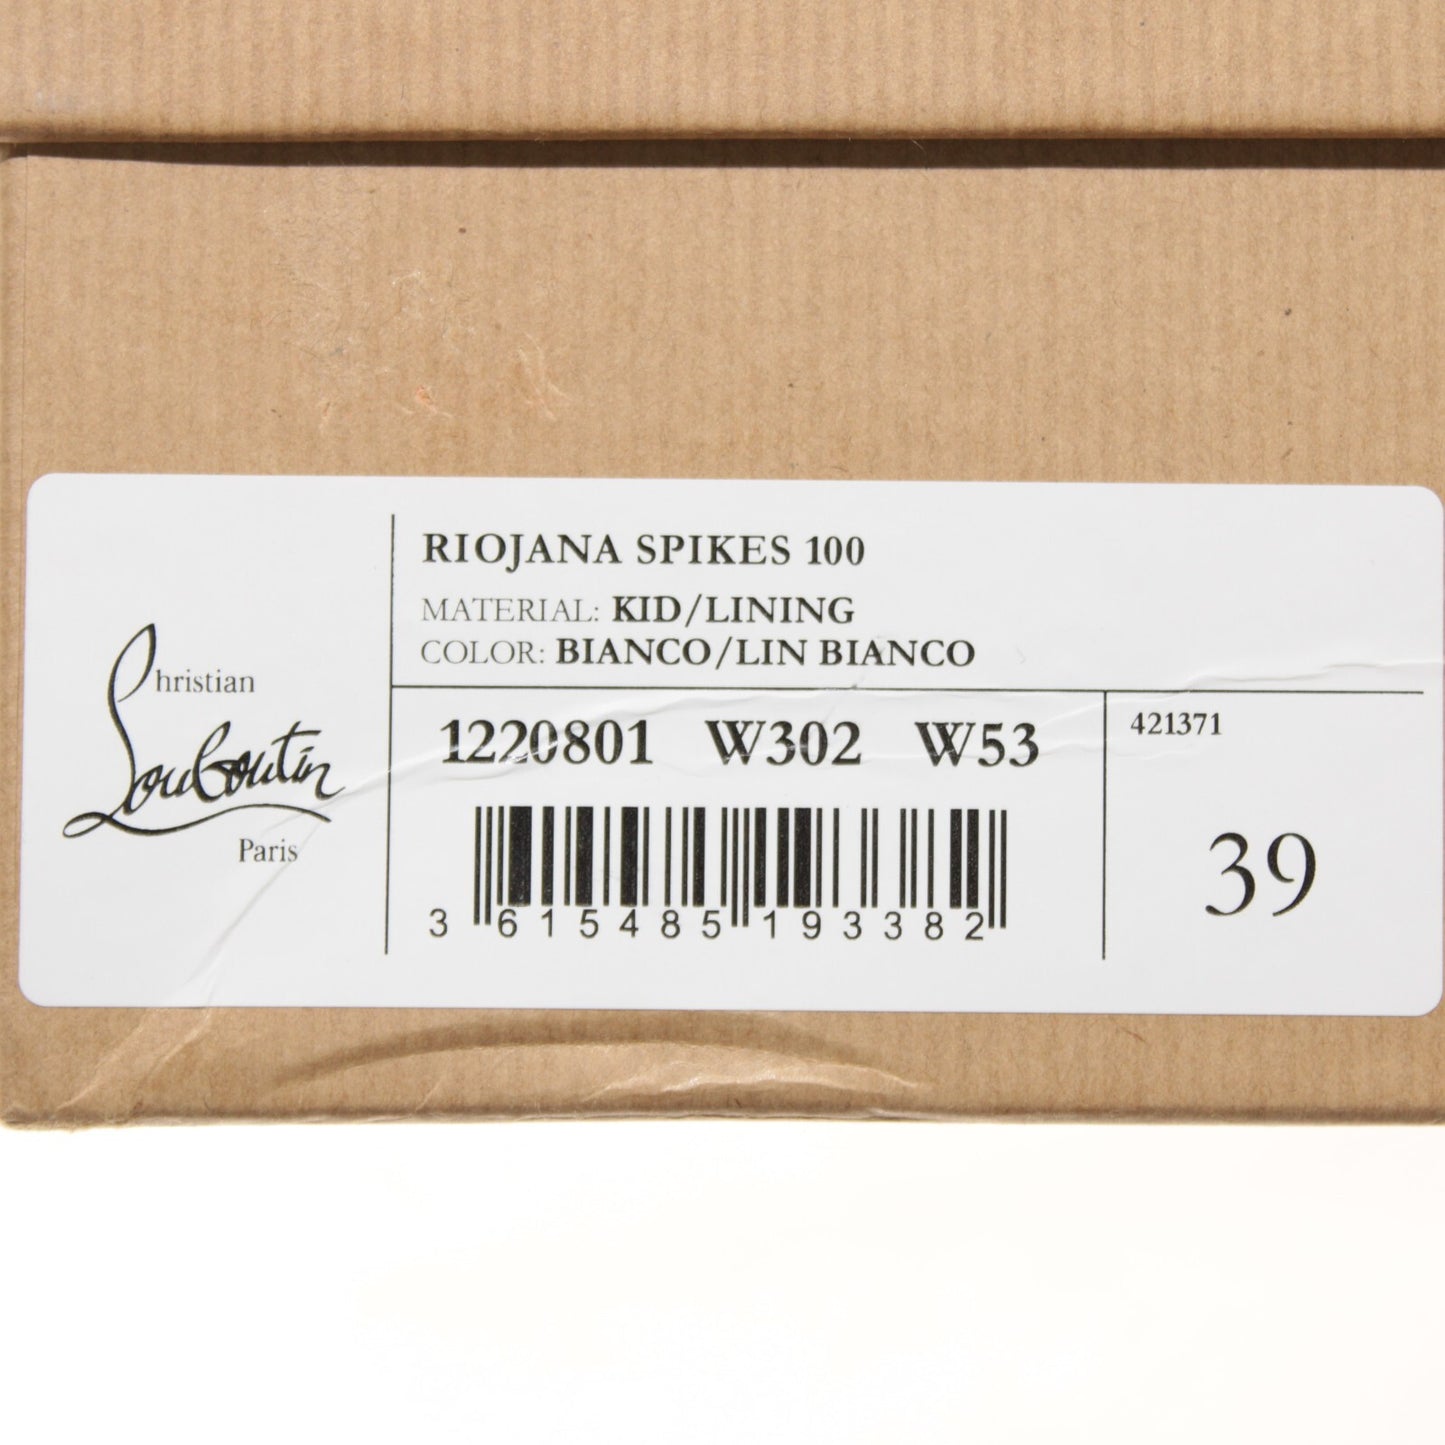 Christian
Louboutin
Paris
RIOJANA SPIKES 100
MATERIAL: KID/LINING
COLOR: BIANCO/LIN BIANCO
1220801 W302 W53
3 615485 193382
421371
39